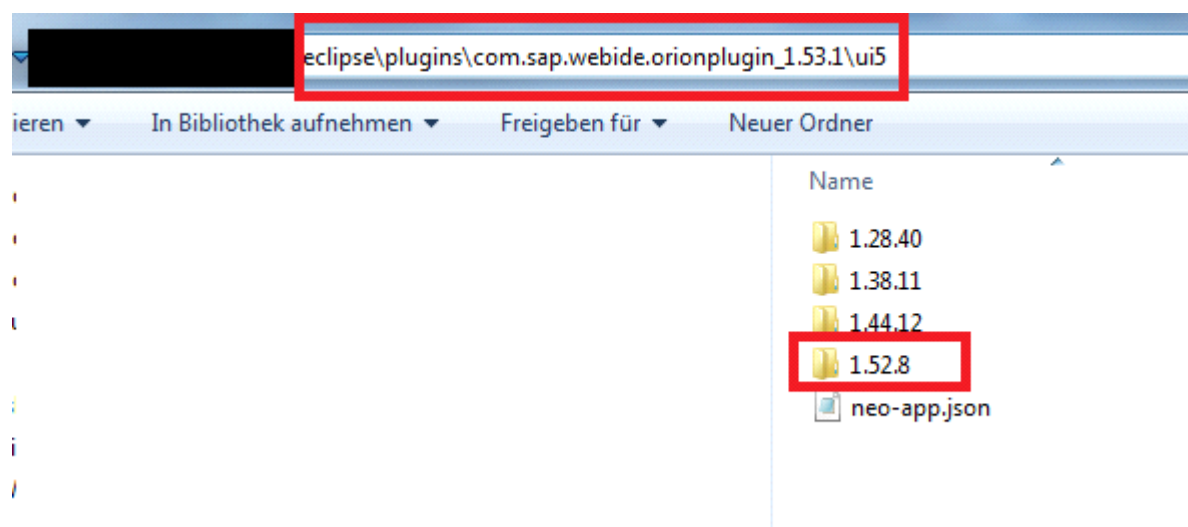 eclipse\plugins\com.sap.webide.orionplugin_1.53.1\ui5
ieren In Bibliothek aufnehmen Freigeben für Neuer Ordner
Name
1.28.40
1.38.11
1.44.12
1.52.8
neo-app.json